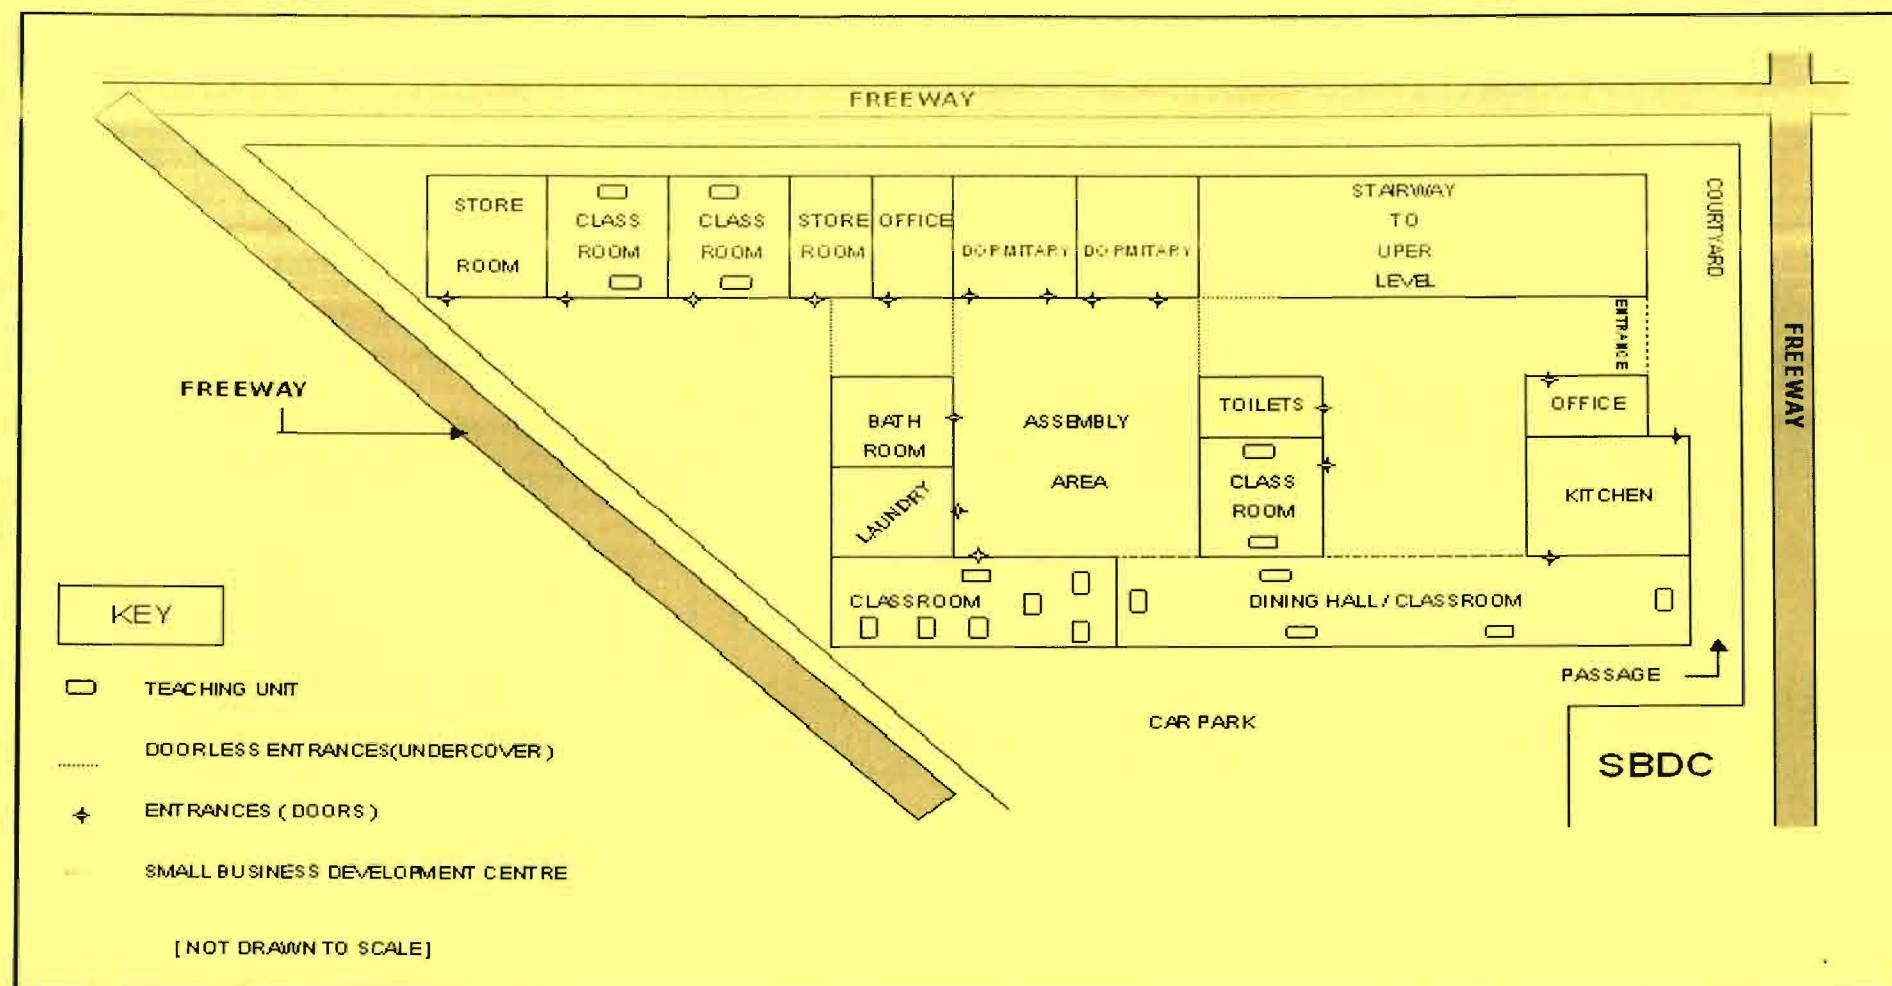 FREEWAY
STORE
ROOM
CLASS
ROOM
CLASS
ROOM
STORE
ROOM
OFFICE
DORMITARY
DORMITARY
STAIRWAY
TO
UPER
LEVEL
COURTYARD
ENTRANCE
FREEWAY
FREEWAY
BATH
ROOM
ASSEMBLY
AREA
TOILETS
CLASS
ROOM
OFFICE
KITCHEN
LAUNDRY
CLASSROOM
DINING HALL / CLASSROOM
PASSAGE
CAR PARK
SBDC
KEY
TEACHING UNIT
DOORLESS ENTRANCES(UNDERCOVER)
ENTRANCES ( DOORS )
SMALL BUSINESS DEVELOPMENT CENTRE
[ NOT DRAWN TO SCALE]